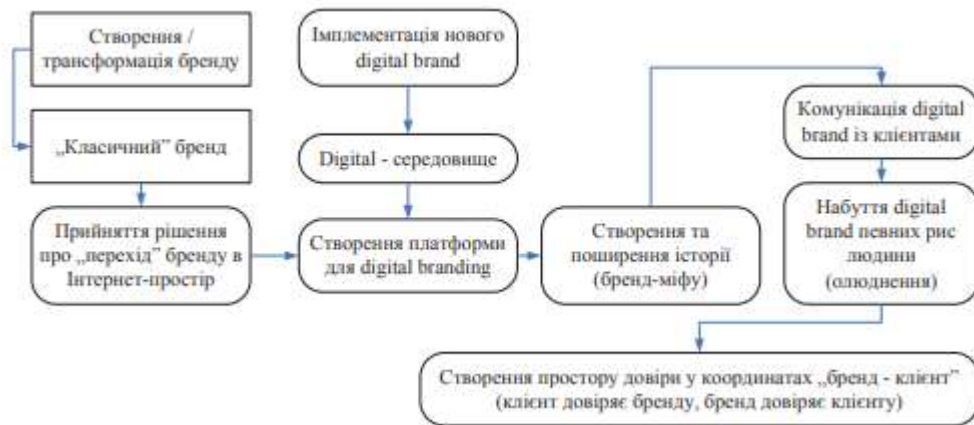 Створення /
трансформація бренду
„Класичний” бренд
Прийняття рішення
про „перехід” бренду в
Інтернет-простір
Імплементація нового
digital brand
Digital - середовище
Створення платформи
для digital branding
Створення та
поширення історії
(бренд-міфу)
Комунікація digital
brand із клієнтами
Набуття digital
brand певних рис
людини
(олюднення)
Створення простору довіри у координатах „бренд - клієнт”
(клієнт довіряє бренду, бренд довіряє клієнту)